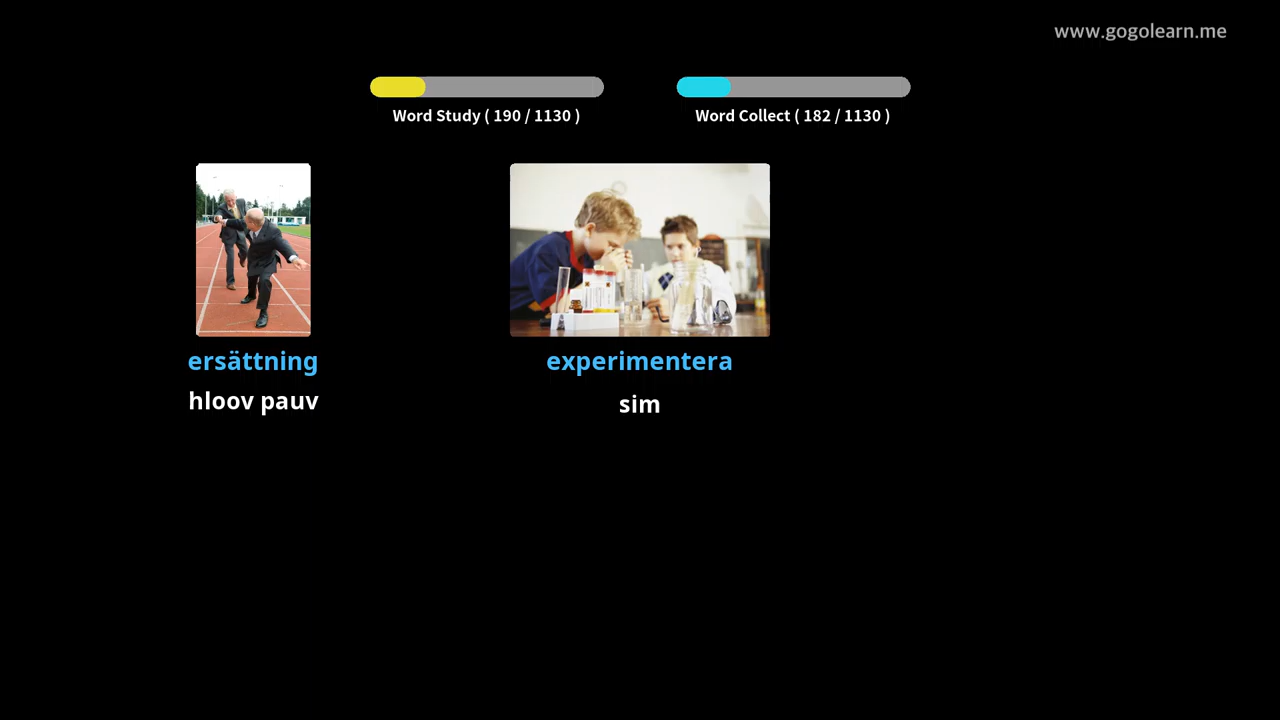 www.gogolearn.me
Word Study ( 190 / 1130 )
Word Collect ( 182 / 1130 )
ersättning
hloov pauv
experimentera
sim